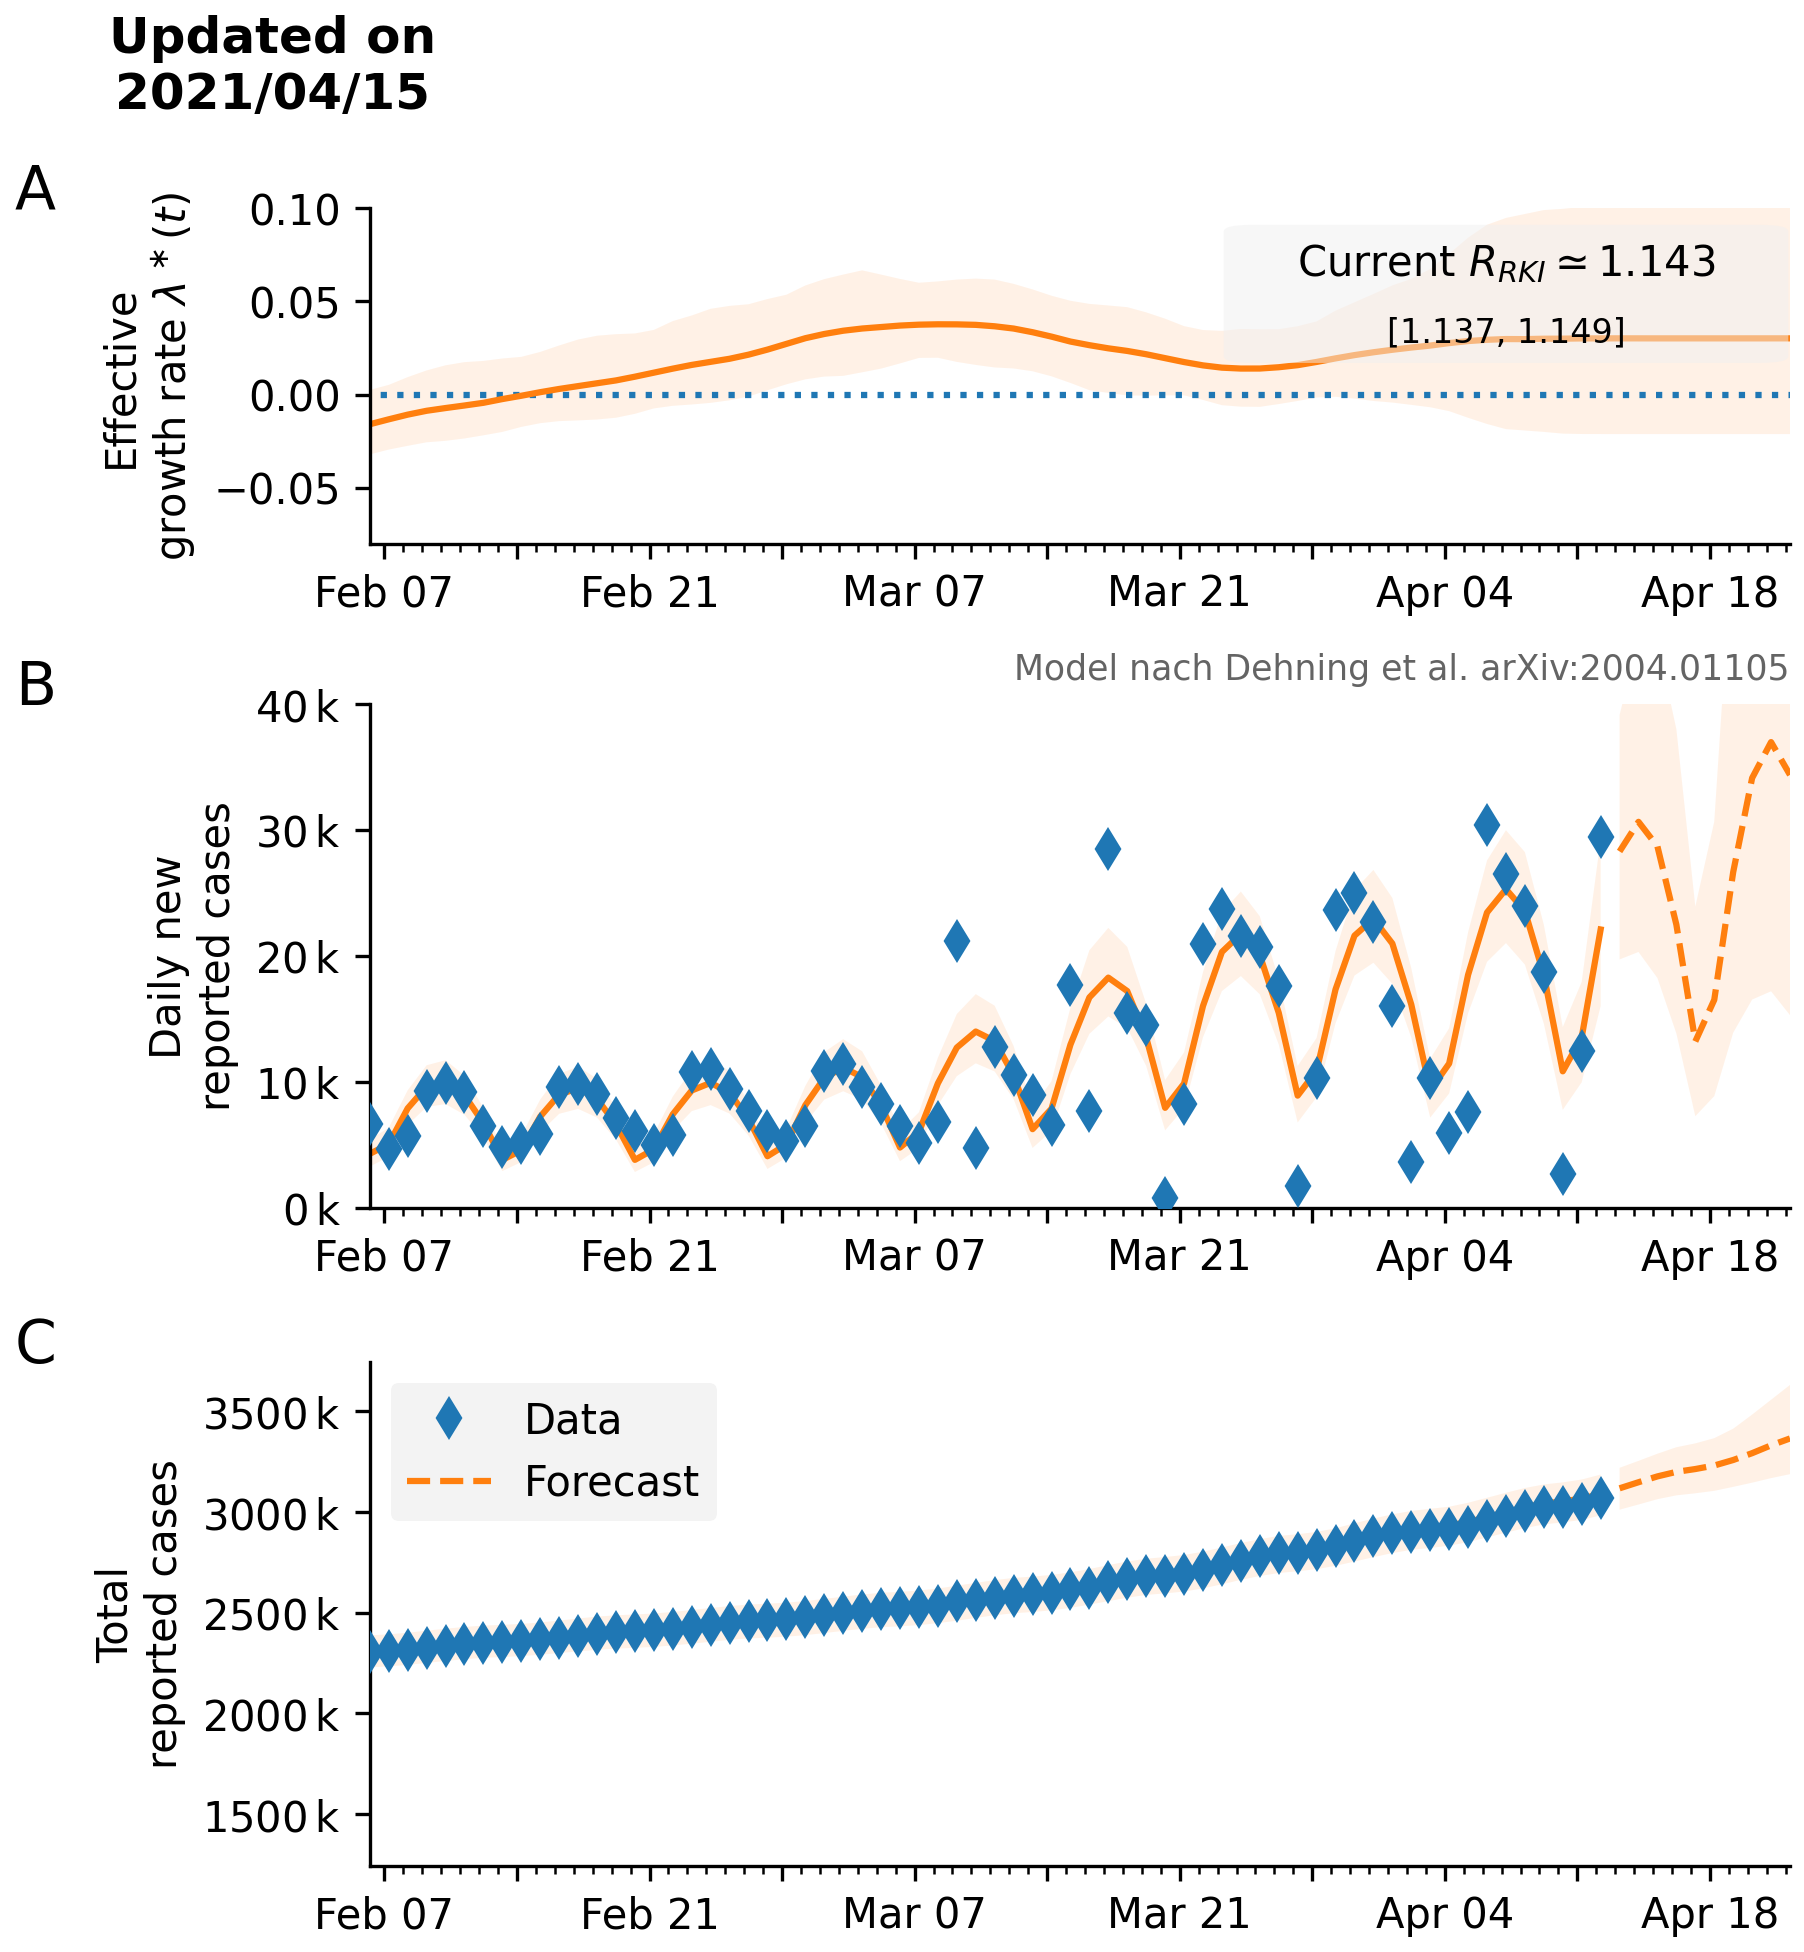 Updated on
2021/04/15
A
Effective
growth rate λ * (t)
0.10
0.05
0.00
−0.05
Current R_RKI ≃ 1.143
[1.137, 1.149]
Feb 07 Feb 21 Mar 07 Mar 21 Apr 04 Apr 18
Model nach Dehning et al. arXiv:2004.01105
B
Daily new
reported cases
40 k
30 k
20 k
10 k
0 k
Feb 07 Feb 21 Mar 07 Mar 21 Apr 04 Apr 18
C
Total
reported cases
3500 k
3000 k
2500 k
2000 k
1500 k
Data
Forecast
Feb 07 Feb 21 Mar 07 Mar 21 Apr 04 Apr 18